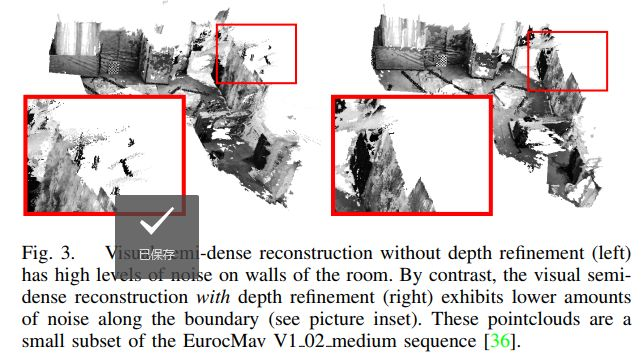 已保存
Fig. 3. Visual semi-dense reconstruction without depth refinement (left)
has high levels of noise on walls of the room. By contrast, the visual semi-
dense reconstruction with depth refinement (right) exhibits lower amounts
of noise along the boundary (see picture inset). These pointclouds are a
small subset of the EurocMav V1_02_medium sequence [36].